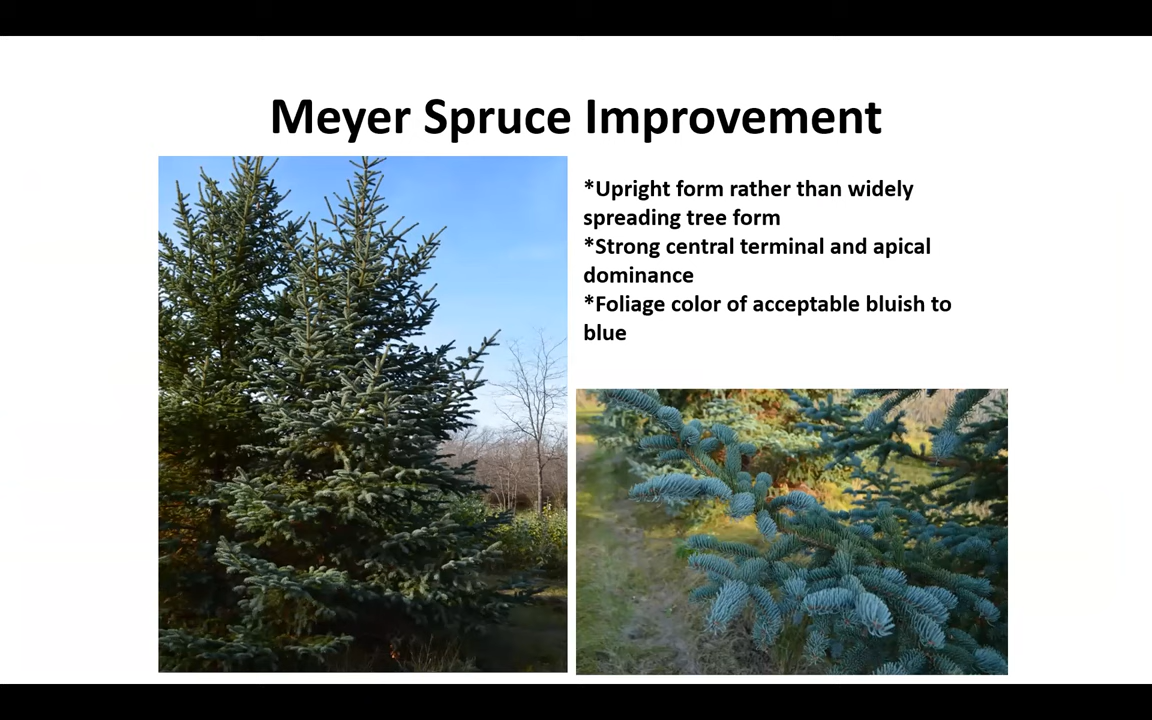 Meyer Spruce Improvement
*Upright form rather than widely
spreading tree form
*Strong central terminal and apical
dominance
*Foliage color of acceptable bluish to
blue